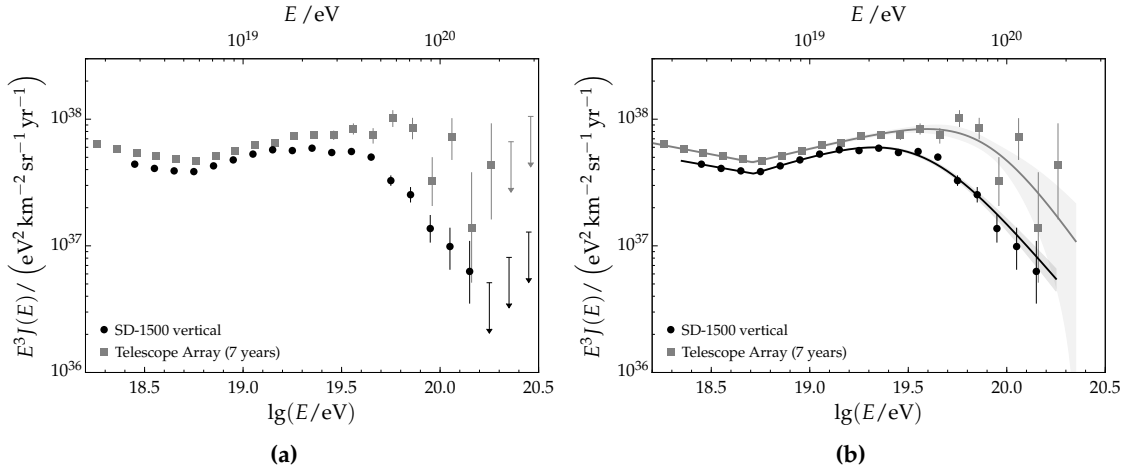 E /eV
10^19 10^20
10^38
10^37
10^36
E^3 J(E) / (eV^2 km^−2 sr^−1 yr^−1)
SD-1500 vertical
Telescope Array (7 years)
18.5 19.0 19.5 20.0 20.5
lg(E/eV)
(a)
E /eV
10^19 10^20
10^38
10^37
10^36
E^3 J(E) / (eV^2 km^−2 sr^−1 yr^−1)
SD-1500 vertical
Telescope Array (7 years)
18.5 19.0 19.5 20.0 20.5
lg(E/eV)
(b)